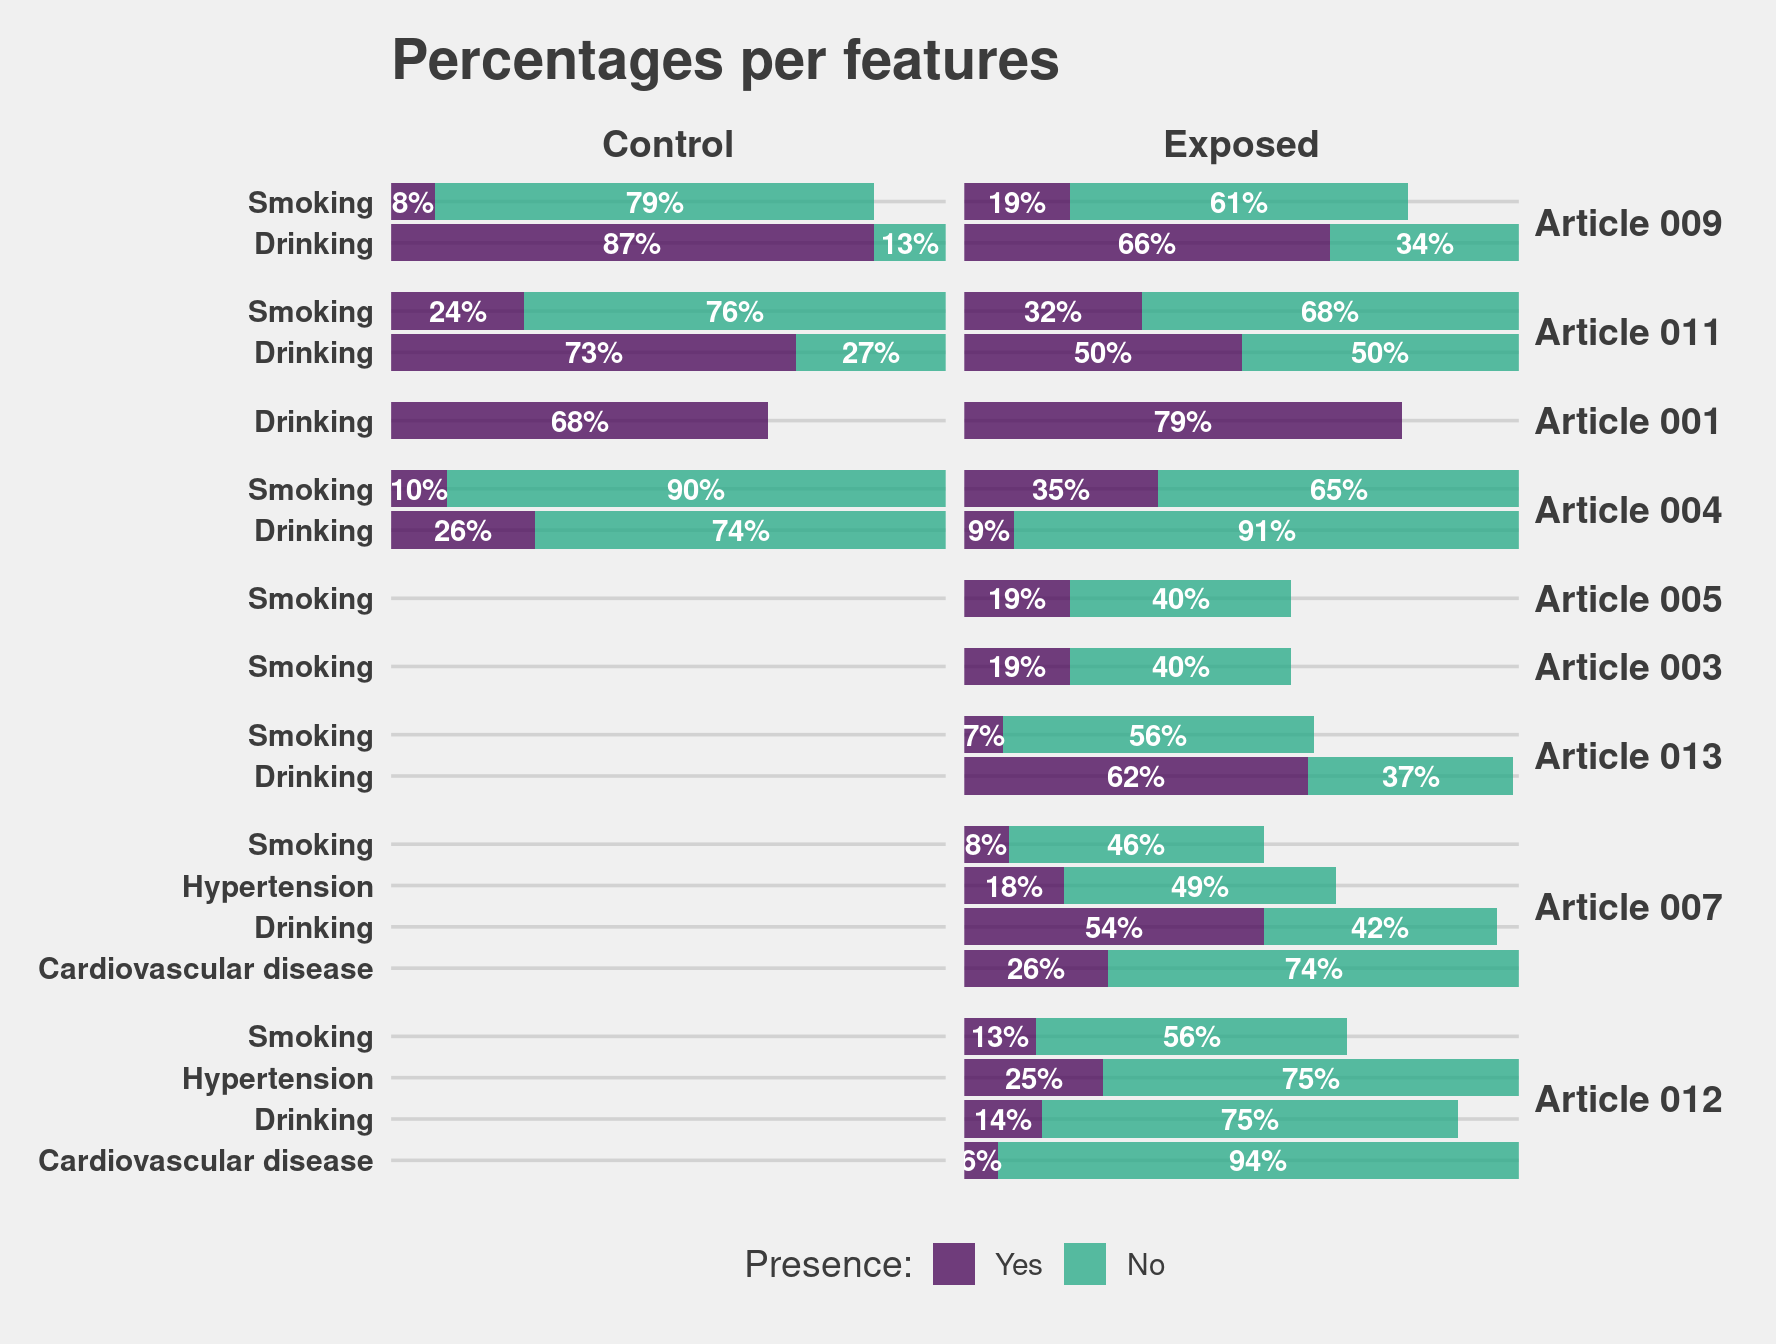 Percentages per features
Control Exposed
Smoking 8% 79% 19% 61%
Article 009
Drinking 87% 13% 66% 34%
Smoking 24% 76% 32% 68%
Article 011
Drinking 73% 27% 50% 50%
Drinking 68% 79% Article 001
Smoking 10% 90% 35% 65%
Article 004
Drinking 26% 74% 9% 91%
Smoking 19% 40% Article 005
Smoking 19% 40% Article 003
Smoking 7% 56%
Article 013
Drinking 62% 37%
Smoking 8% 46%
Hypertension 18% 49%
Article 007
Drinking 54% 42%
Cardiovascular disease 26% 74%
Smoking 13% 56%
Hypertension 25% 75%
Article 012
Drinking 14% 75%
Cardiovascular disease 6% 94%
Presence: Yes No